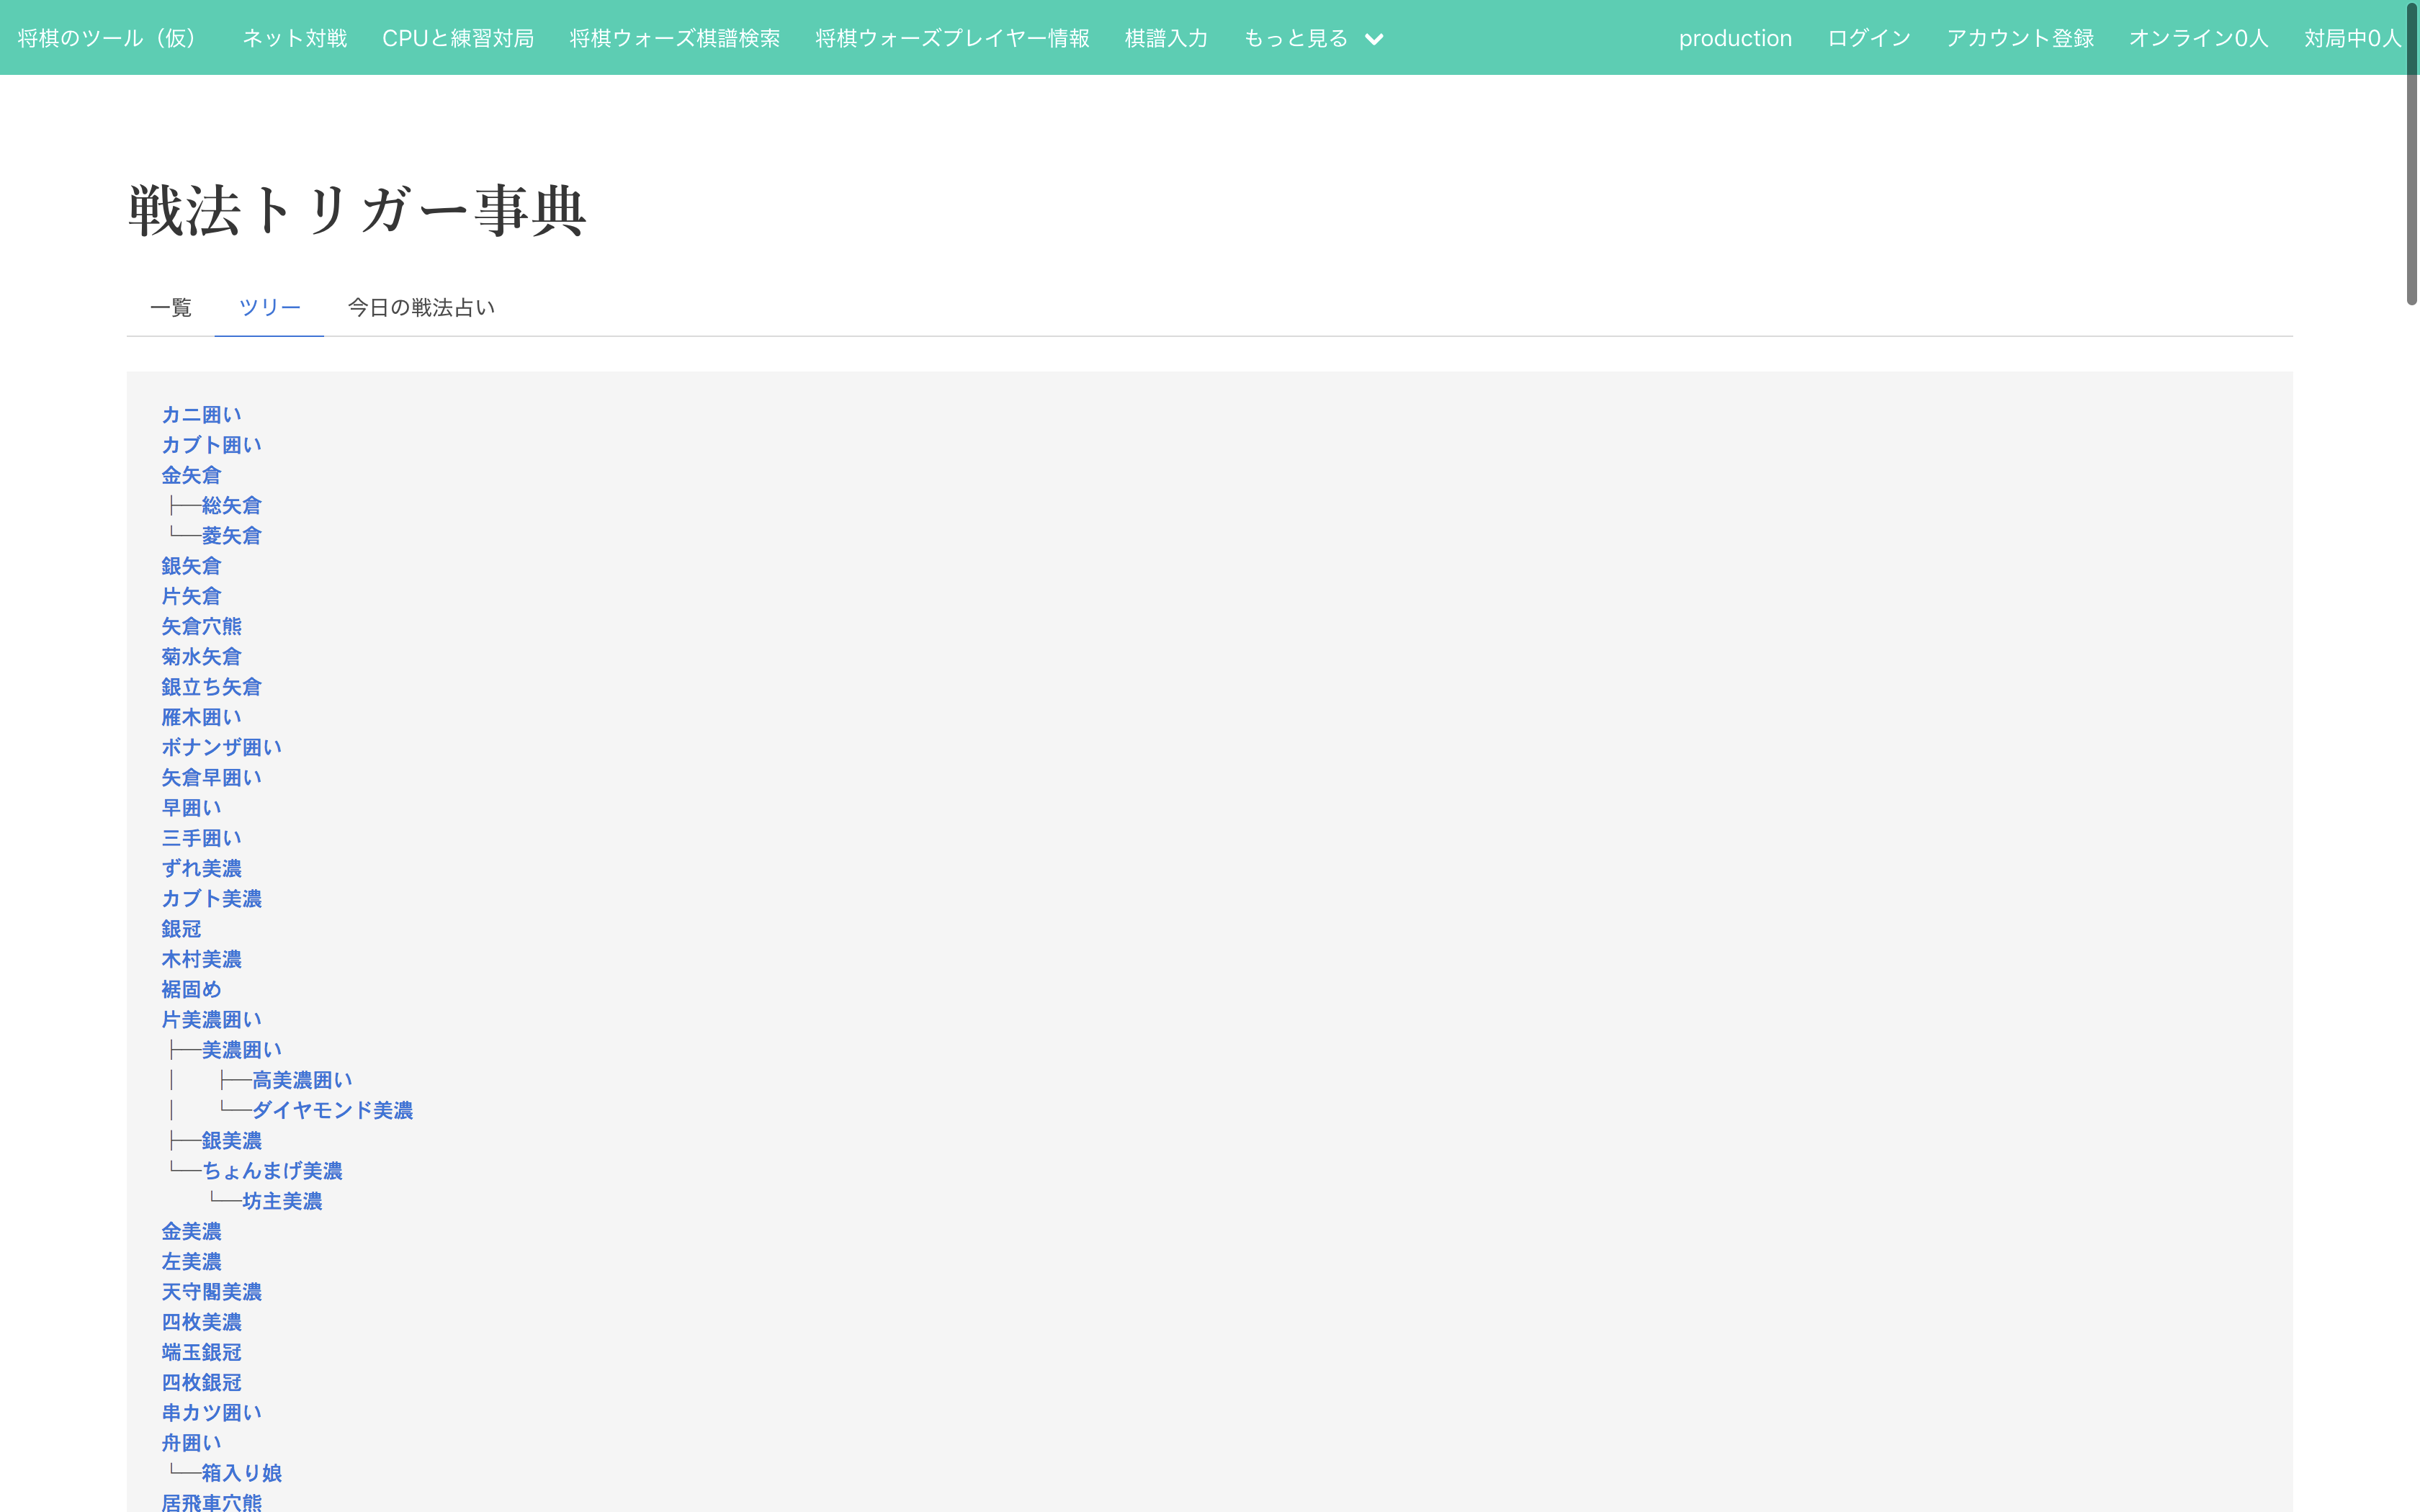 将棋のツール（仮） ネット対戦 CPUと練習対局 将棋ウォーズ棋譜検索 将棋ウォーズプレイヤー情報 棋譜入力 もっと見る production ログイン アカウント登録 オンライン0人 対局中0人
戦法トリガー事典
一覧 ツリー 今日の戦法占い
カニ囲い
カブト囲い
金矢倉
├─総矢倉
└─菱矢倉
銀矢倉
片矢倉
矢倉穴熊
菊水矢倉
銀立ち矢倉
雁木囲い
ボナンザ囲い
矢倉早囲い
早囲い
三手囲い
ずれ美濃
カブト美濃
銀冠
木村美濃
裾固め
片美濃囲い
├─美濃囲い
│   ├─高美濃囲い
│   └─ダイヤモンド美濃
├─銀美濃
└─ちょんまげ美濃
    └─坊主美濃
金美濃
左美濃
天守閣美濃
四枚美濃
端玉銀冠
四枚銀冠
串カツ囲い
舟囲い
└─箱入り娘
居飛車穴熊